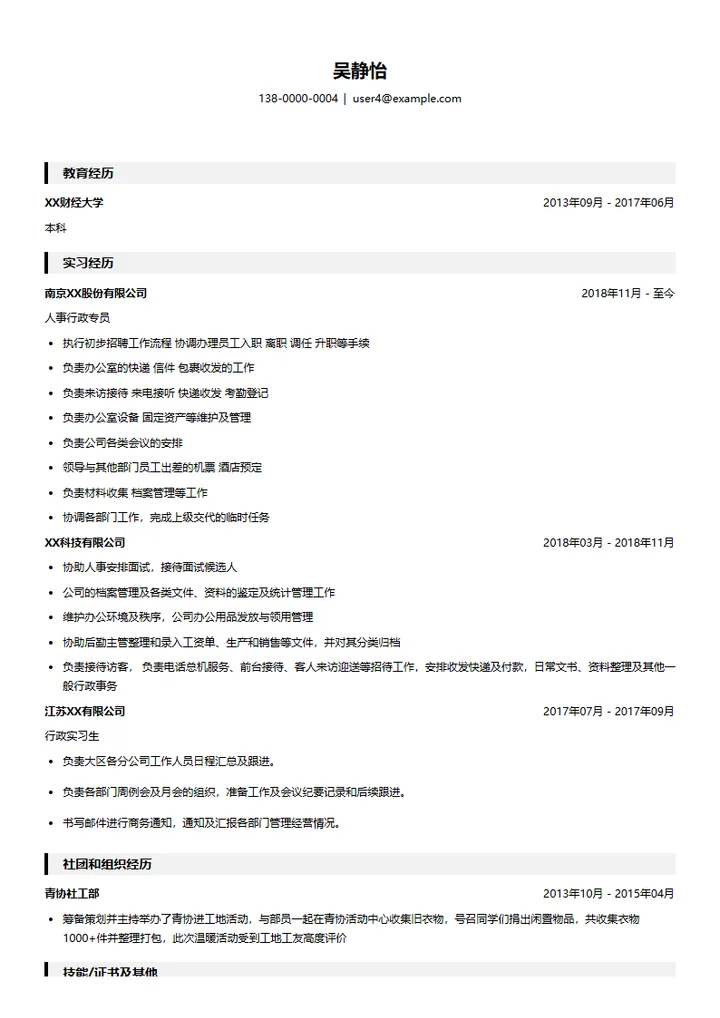 吴静怡
138-0000-0004 | user4@example.com
教育经历
XX财经大学 2013年09月 - 2017年06月
本科
实习经历
南京XX股份有限公司 2018年11月 - 至今
人事行政专员
• 执行初步招聘工作流程 协调办理员工入职 离职 调任 升职等手续
• 负责办公室的快递 信件 包裹收发的工作
• 负责来访接待 来电接听 快递收发 考勤登记
• 负责办公室设备 固定资产等维护及管理
• 负责公司各类会议的安排
• 领导与其他部门员工出差的机票 酒店预定
• 负责材料收集 档案管理等工作
• 协调各部门工作，完成上级交代的临时任务
XX科技有限公司 2018年03月 - 2018年11月
• 协助人事安排面试，接待面试候选人
• 公司的档案管理及各类文件、资料的鉴定及统计管理工作
• 维护办公环境及秩序，公司办公用品发放与领用管理
• 协助后勤主管整理和录入工资单、生产和销售等文件，并对其分类归档
• 负责接待访客， 负责电话总机服务、前台接待、客人来访迎送等招待工作，安排收发快递及付款，日常文书、资料整理及其他一
般行政事务
江苏XX有限公司 2017年07月 - 2017年09月
行政实习生
• 负责大区各分公司工作人员日程汇总及跟进。
• 负责各部门周例会及月会的组织，准备工作及会议纪要记录和后续跟进。
• 书写邮件进行商务通知，通知及汇报各部门管理经营情况。
社团和组织经历
青协社工部 2013年10月 - 2015年04月
• 筹备策划并主持举办了青协进工地活动，与部员一起在青协活动中心收集旧衣物，号召同学们捐出闲置物品，共收集衣物
1000+件并整理打包，此次温暖活动受到工地工友高度评价
技能/证书及其他